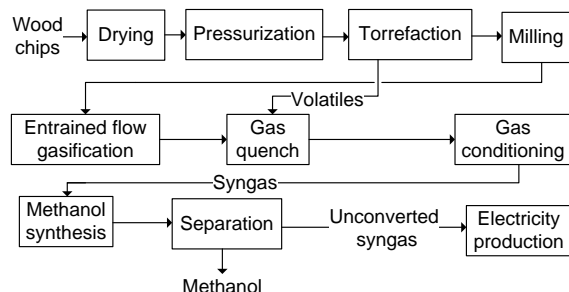 Wood
chips
Drying
Pressurization
Torrefaction
Milling
Volatiles
Entrained flow
gasification
Gas
quench
Gas
conditioning
Syngas
Methanol
synthesis
Separation
Unconverted
syngas
Electricity
production
Methanol